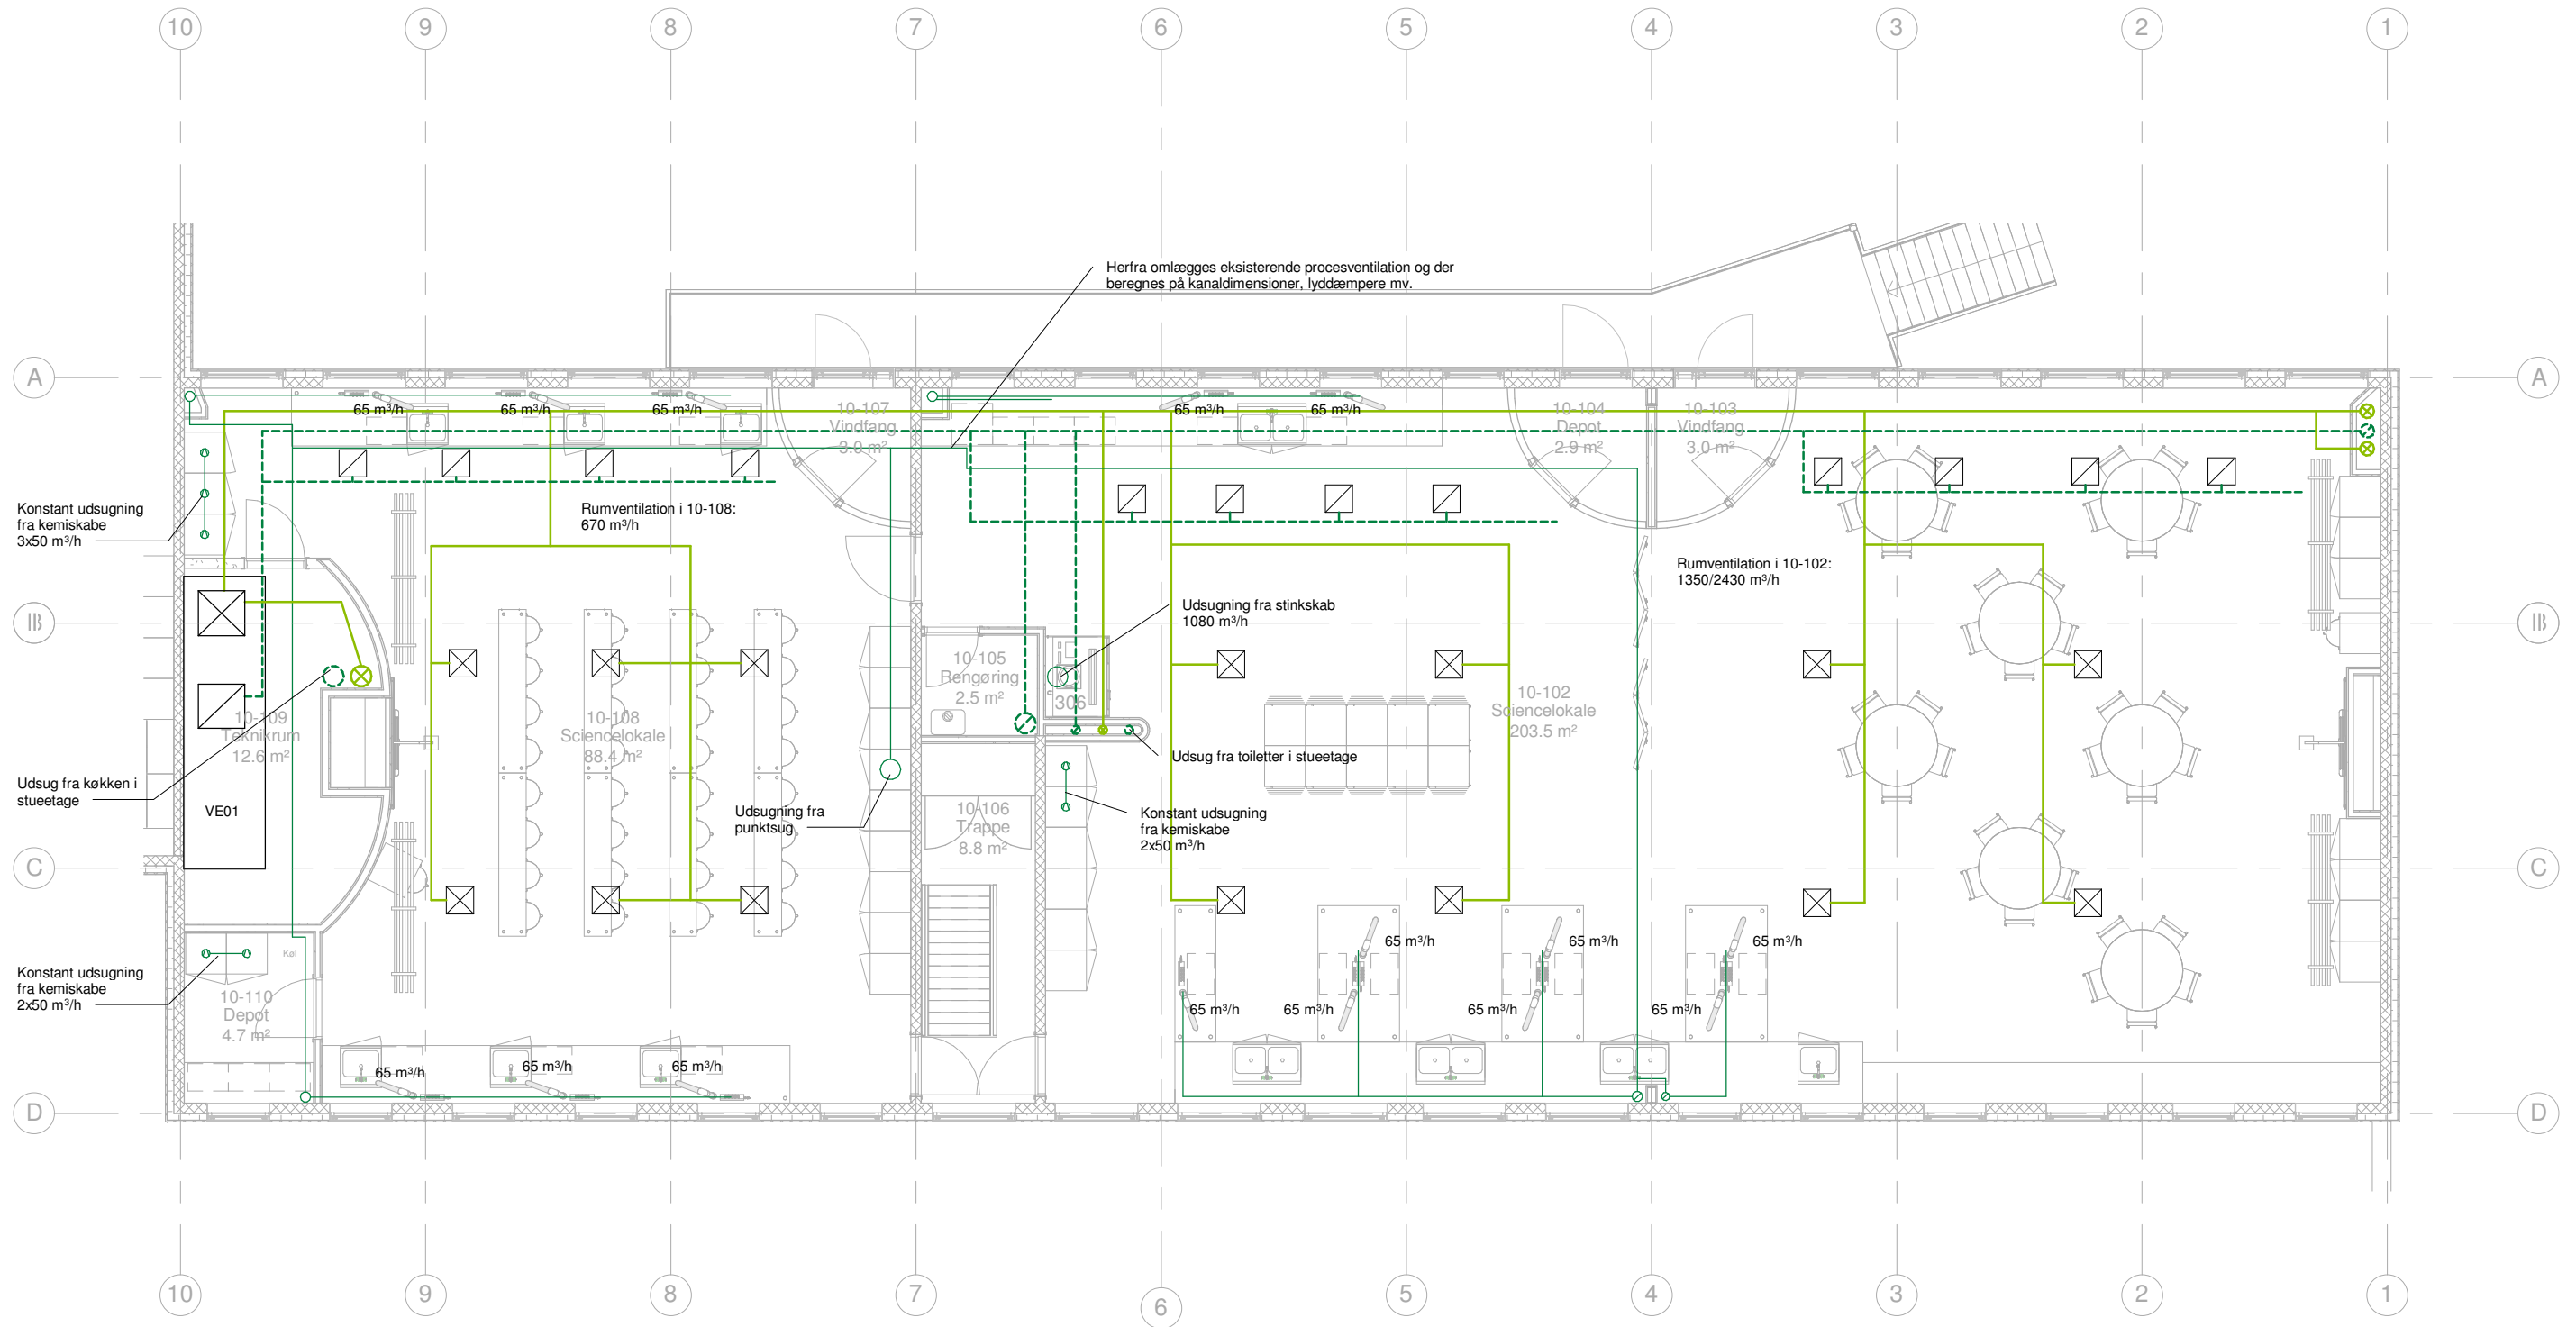 10 9 8 7 6 5 4 3 2 1
Herfra omlægges eksisterende procesventilation og der
beregnes på kanaldimensioner, lyddæmpere mv.
A A
65 m³/h 65 m³/h 65 m³/h 65 m³/h 65 m³/h
10-107
Vindfang
3.0 m²
10-104
Depot
2.9 m²
10-103
Vindfang
3.0 m²
Konstant udsugning
fra kemiskabe
3x50 m³/h
Rumventilation i 10-108:
670 m³/h
Rumventilation i 10-102:
1350/2430 m³/h
B B
Udsugning fra stinkskab
1080 m³/h
10-105
Rengøring
2.5 m²
306
10-109
Teknikrum
12.6 m²
10-108
Sciencelokale
88.4 m²
10-102
Sciencelokale
203.5 m²
Udsug fra toiletter i stueetage
Udsug fra køkken i
stueetage
VE01
Udsugning fra
punktsug
10-106
Trappe
8.8 m²
Konstant udsugning
fra kemiskabe
2x50 m³/h
C C
Køl
65 m³/h 65 m³/h 65 m³/h
Konstant udsugning
fra kemiskabe
2x50 m³/h
10-110
Depot
4.7 m²
65 m³/h 65 m³/h 65 m³/h 65 m³/h
65 m³/h 65 m³/h 65 m³/h
D D
10 9 8 7 6 5 4 3 2 1